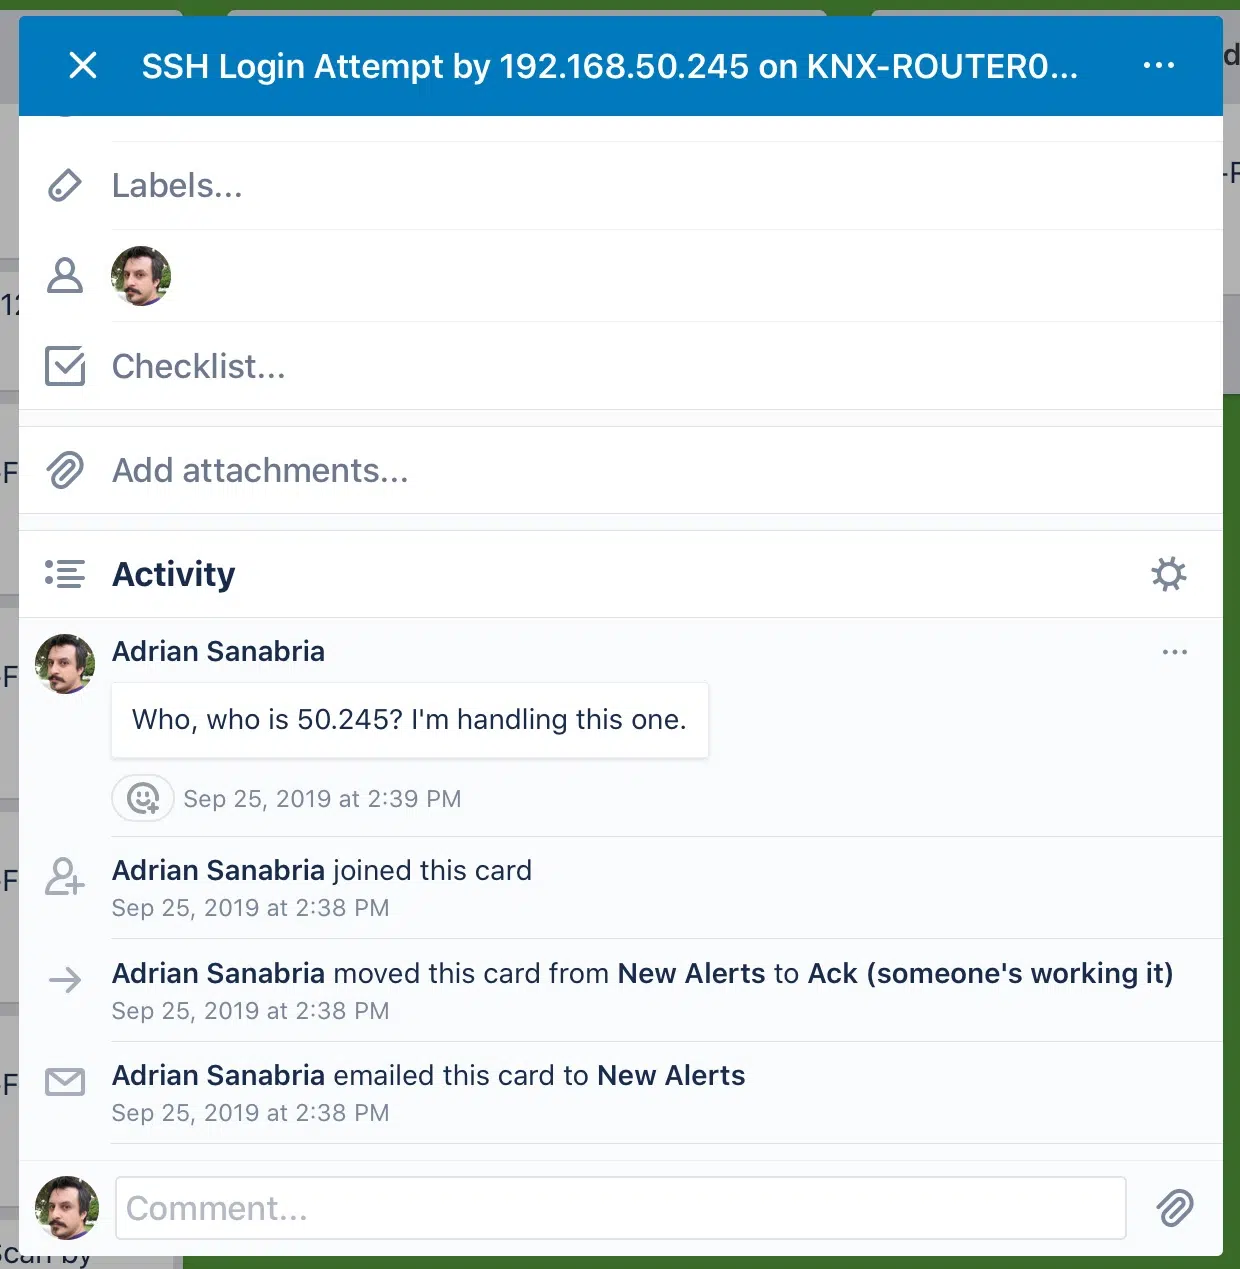 SSH Login Attempt by 192.168.50.245 on KNX-ROUTER0...
Labels...
Checklist...
Add attachments...
Activity
Adrian Sanabria
Who, who is 50.245? I'm handling this one.
Sep 25, 2019 at 2:39 PM
Adrian Sanabria joined this card
Sep 25, 2019 at 2:38 PM
Adrian Sanabria moved this card from New Alerts to Ack (someone's working it)
Sep 25, 2019 at 2:38 PM
Adrian Sanabria emailed this card to New Alerts
Sep 25, 2019 at 2:38 PM
Comment...